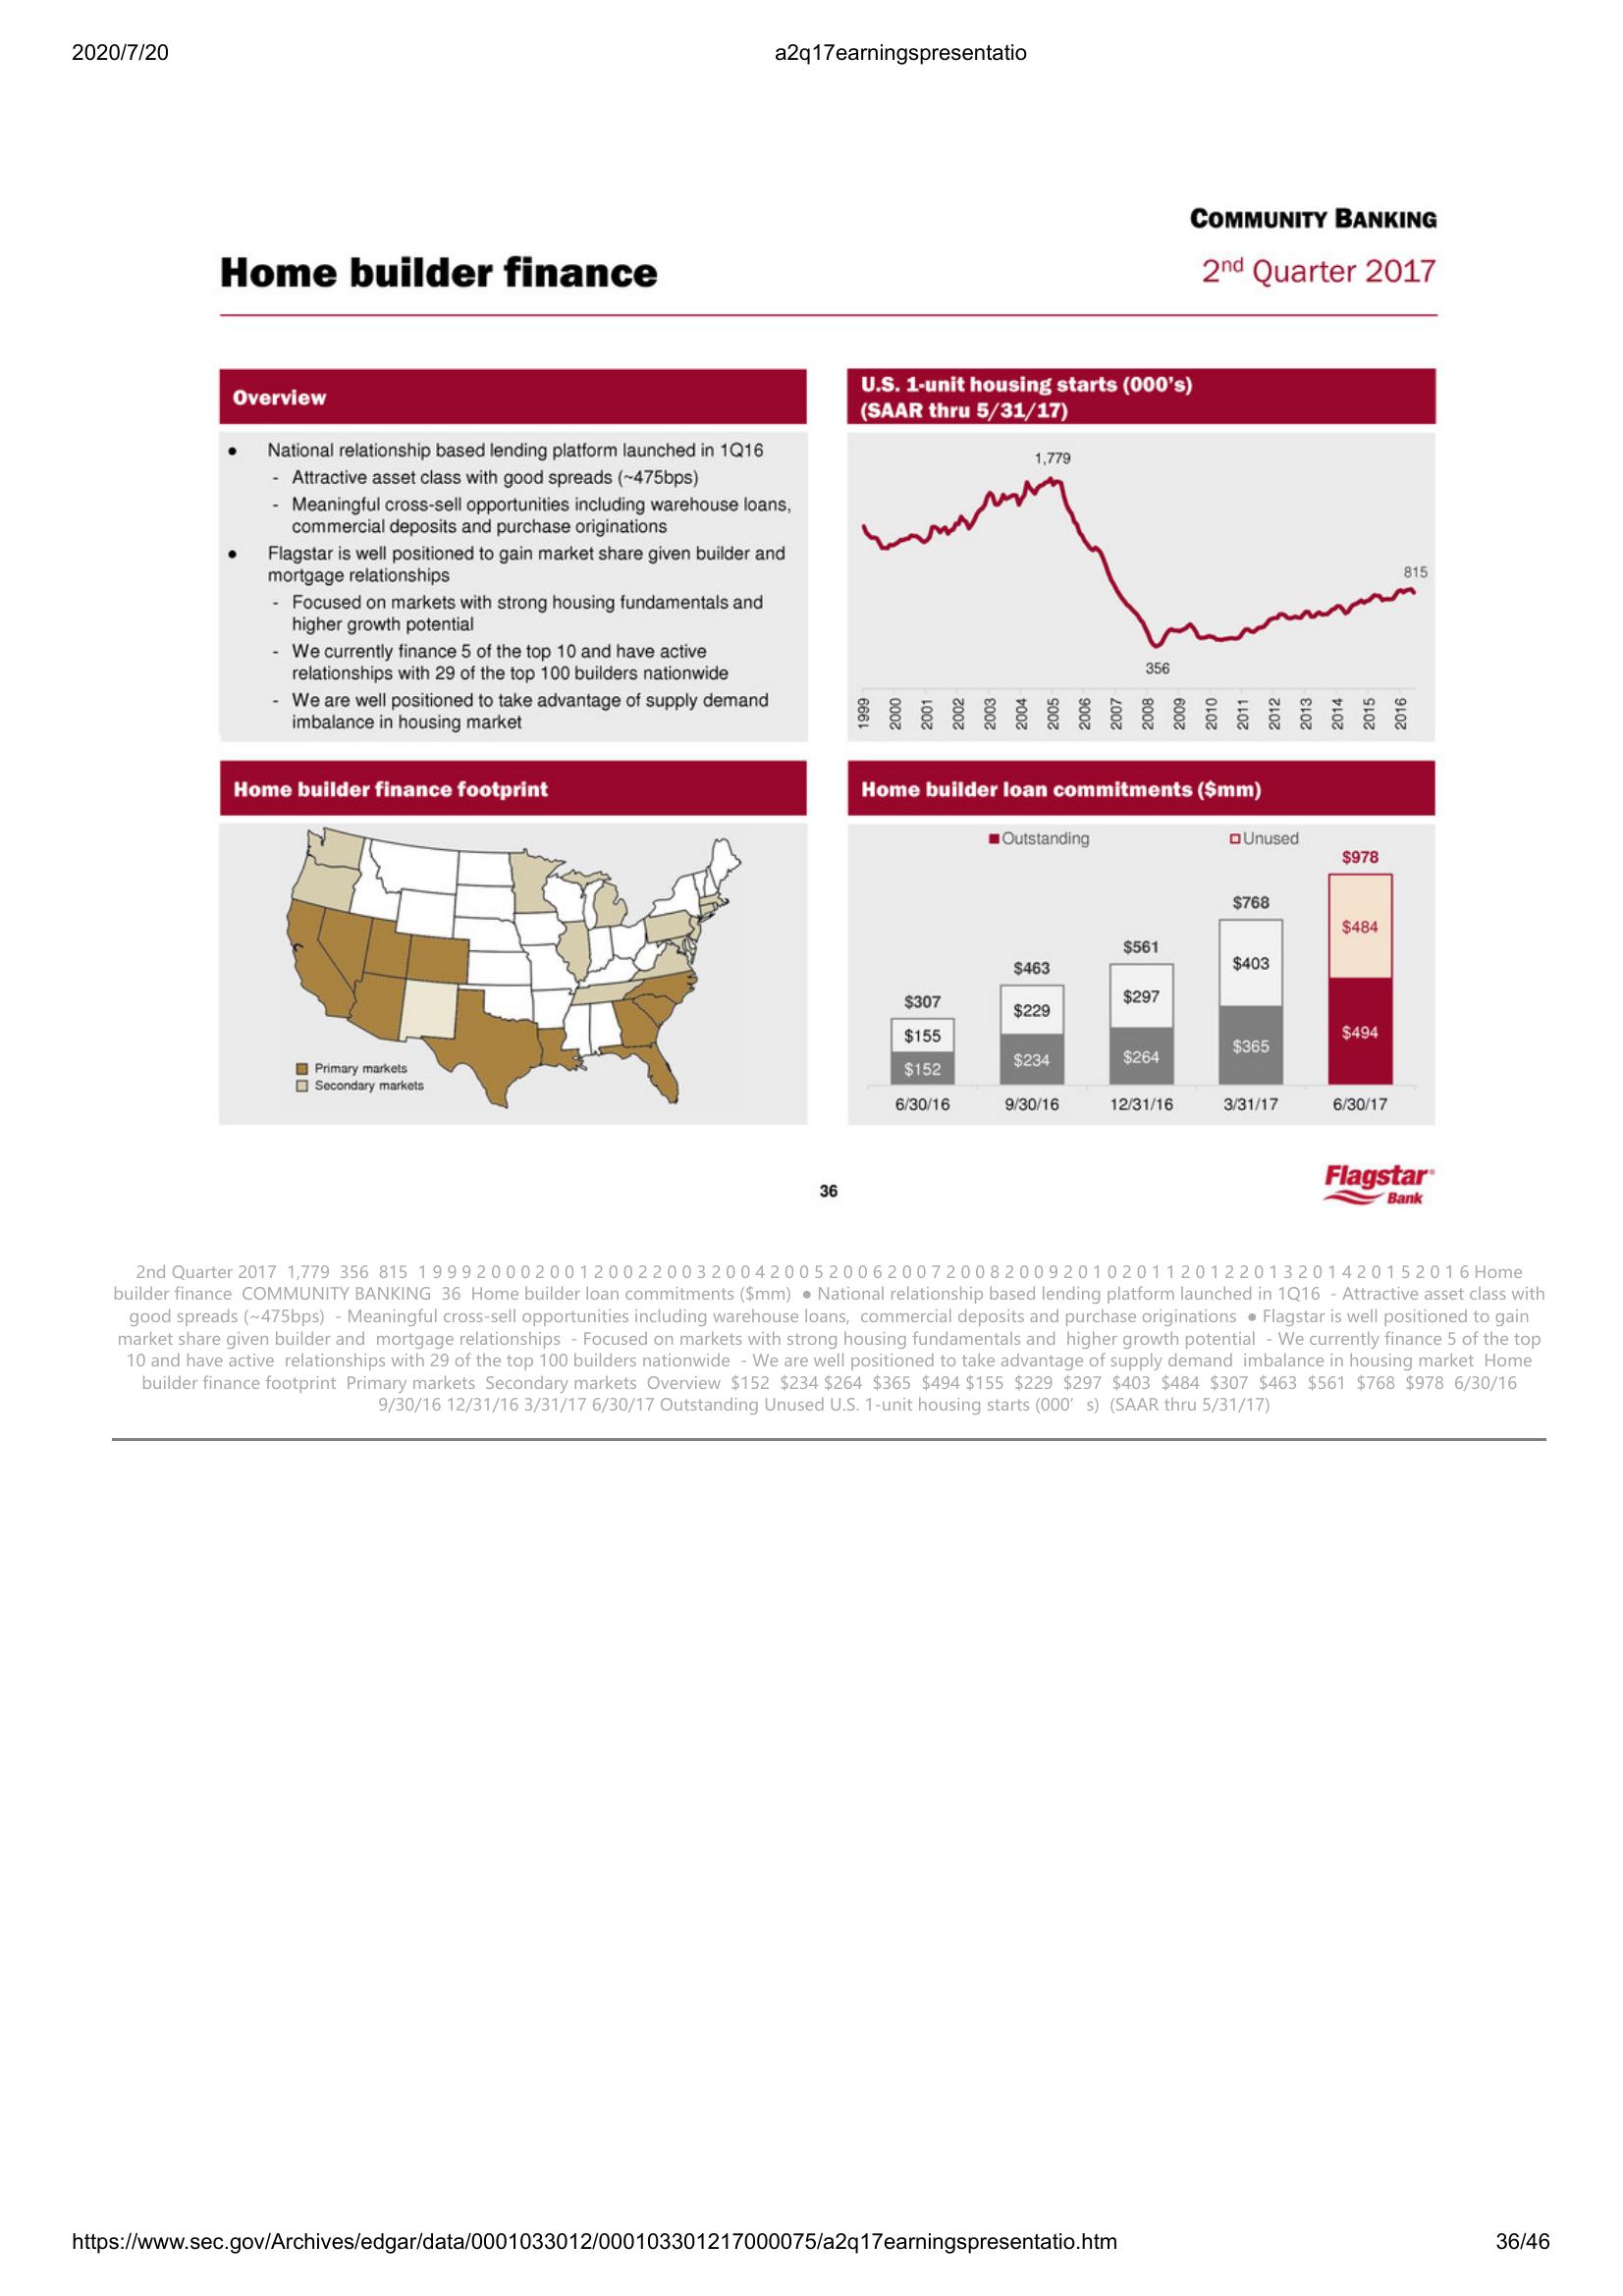 2020/7/20
a2q17earningspresentatio
COMMUNITY BANKING
Home builder finance
2nd Quarter 2017
Overview
● National relationship based lending platform launched in 1Q16
- Attractive asset class with good spreads (~475bps)
- Meaningful cross-sell opportunities including warehouse loans,
commercial deposits and purchase originations
● Flagstar is well positioned to gain market share given builder and
mortgage relationships
- Focused on markets with strong housing fundamentals and
higher growth potential
- We currently finance 5 of the top 10 and have active
relationships with 29 of the top 100 builders nationwide
- We are well positioned to take advantage of supply demand
imbalance in housing market
U.S. 1-unit housing starts (000's)
(SAAR thru 5/31/17)
1,779
815
356
1999 2000 2001 2002 2003 2004 2005 2006 2007 2008 2009 2010 2011 2012 2013 2014 2015 2016
Home builder finance footprint
Primary markets
Secondary markets
Home builder loan commitments ($mm)
Outstanding Unused
$978
$768
$484
$561
$403
$463
$297
$307
$229
$494
$155
$365
$264
$234
$152
6/30/16 9/30/16 12/31/16 3/31/17 6/30/17
36
Flagstar
Bank
2nd Quarter 2017 1,779 356 815 1 9 9 9 2 0 0 0 2 0 0 1 2 0 0 2 2 0 0 3 2 0 0 4 2 0 0 5 2 0 0 6 2 0 0 7 2 0 0 8 2 0 0 9 2 0 1 0 2 0 1 1 2 0 1 2 2 0 1 3 2 0 1 4 2 0 1 5 2 0 1 6 Home
builder finance COMMUNITY BANKING 36 Home builder loan commitments ($mm) ● National relationship based lending platform launched in 1Q16 - Attractive asset class with
good spreads (~475bps) - Meaningful cross-sell opportunities including warehouse loans, commercial deposits and purchase originations ● Flagstar is well positioned to gain
market share given builder and mortgage relationships - Focused on markets with strong housing fundamentals and higher growth potential - We currently finance 5 of the top
10 and have active relationships with 29 of the top 100 builders nationwide - We are well positioned to take advantage of supply demand imbalance in housing market Home
builder finance footprint Primary markets Secondary markets Overview $152 $234 $264 $365 $494 $155 $229 $297 $403 $484 $307 $463 $561 $768 $978 6/30/16
9/30/16 12/31/16 3/31/17 6/30/17 Outstanding Unused U.S. 1-unit housing starts (000’ s) (SAAR thru 5/31/17)
https://www.sec.gov/Archives/edgar/data/0001033012/000103301217000075/a2q17earningspresentatio.htm
36/46